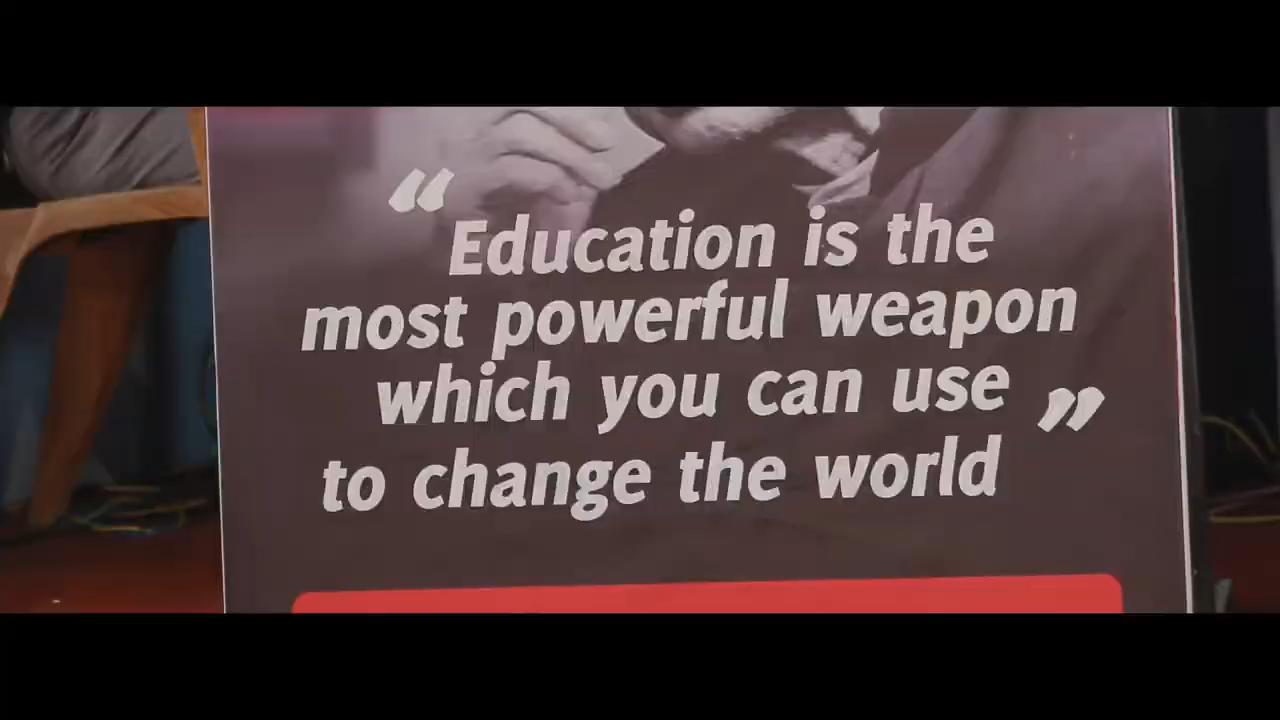 “Education is the
most powerful weapon
which you can use
to change the world”